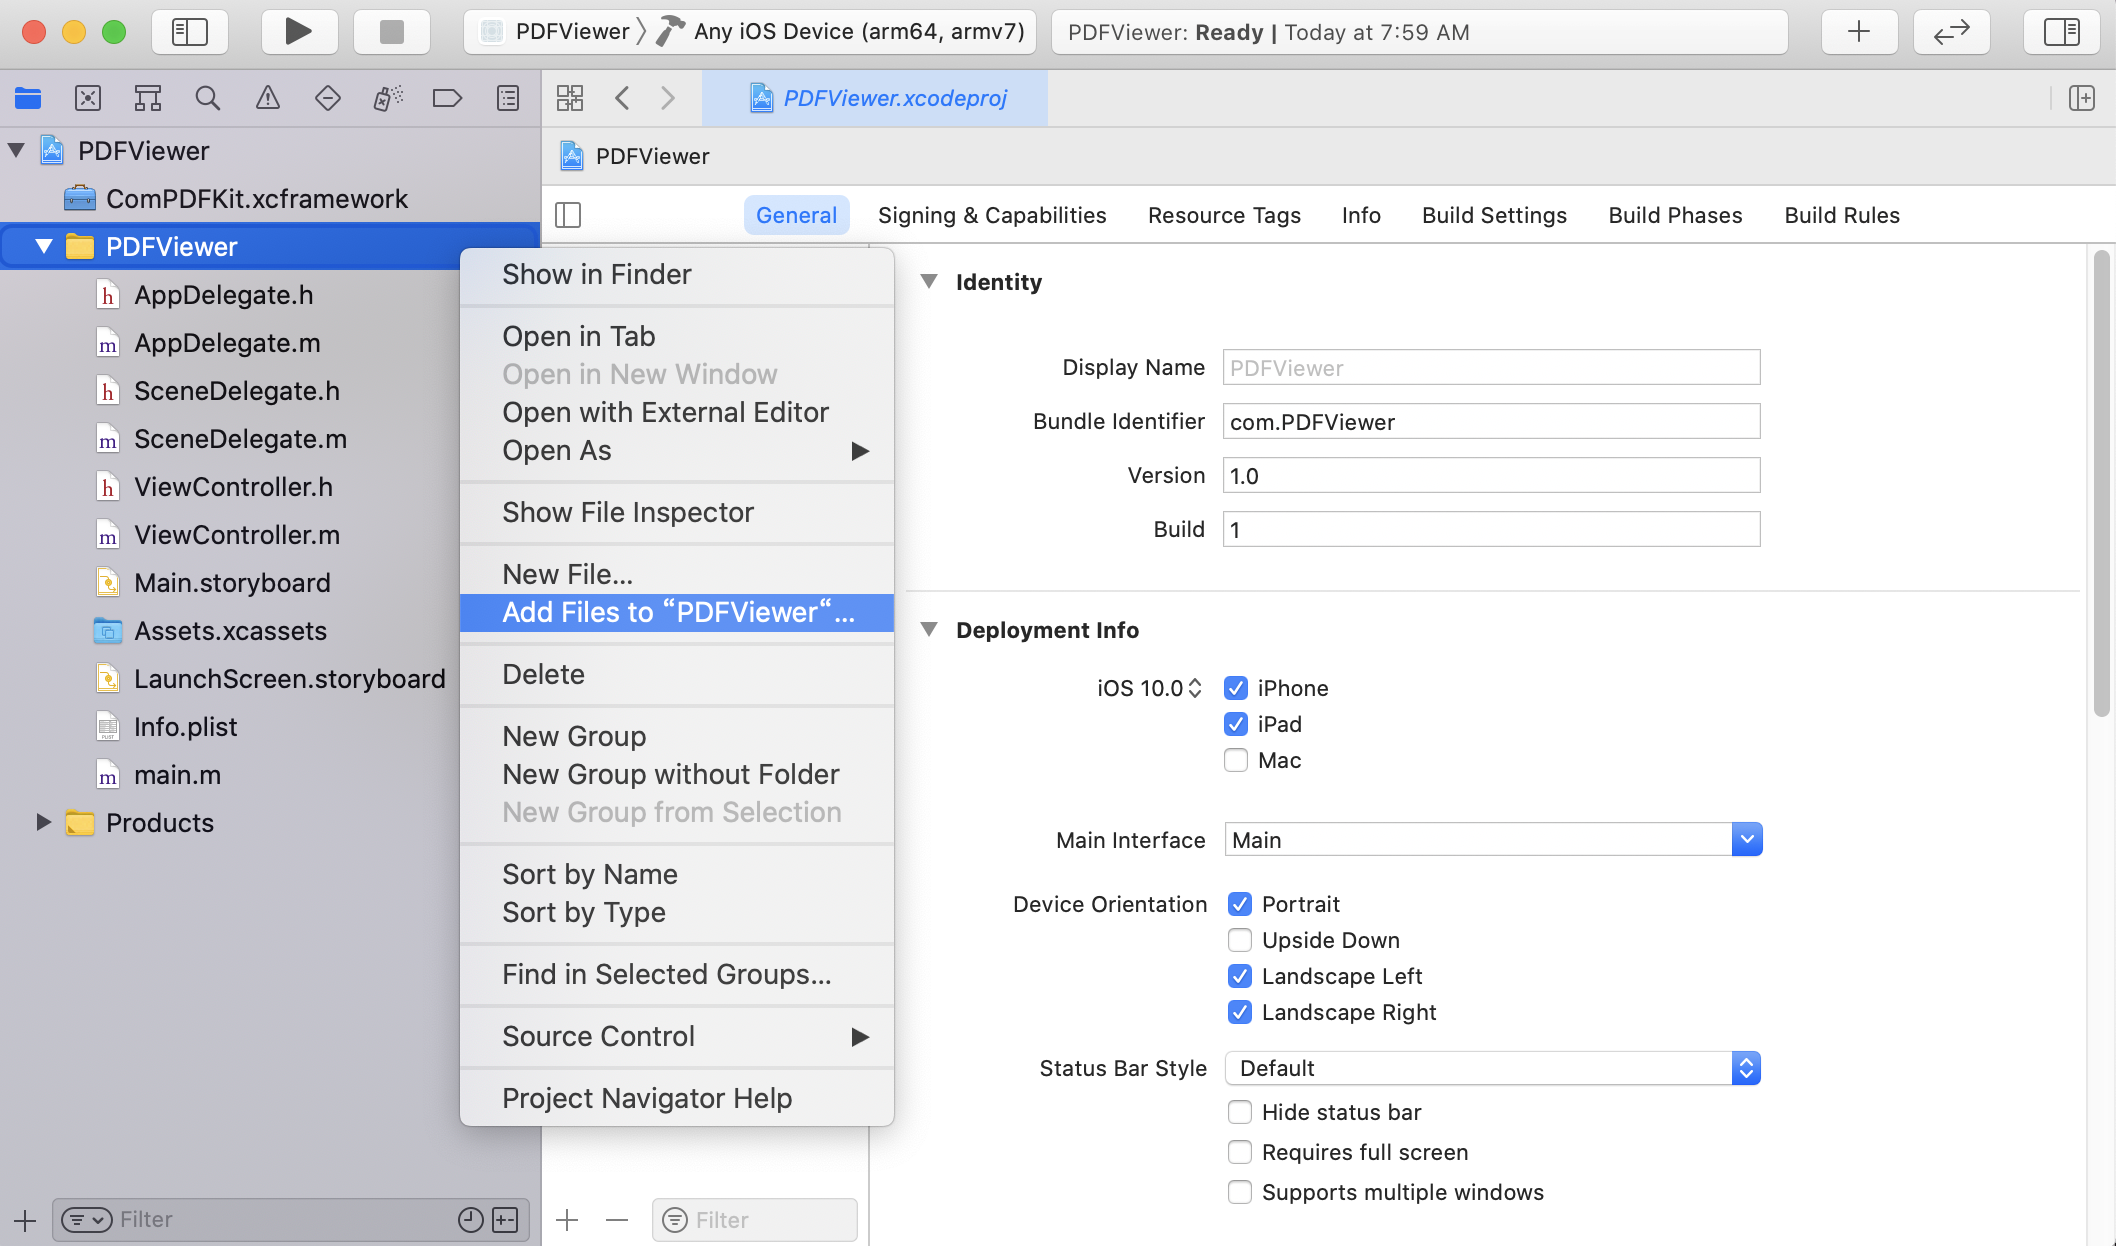 PDFViewer Any iOS Device (arm64, armv7)
PDFViewer: Ready | Today at 7:59 AM
PDFViewer.xcodeproj
PDFViewer
ComPDFKit.xcframework
PDFViewer
AppDelegate.h
AppDelegate.m
SceneDelegate.h
SceneDelegate.m
ViewController.h
ViewController.m
Main.storyboard
Assets.xcassets
LaunchScreen.storyboard
Info.plist
main.m
Products
Filter
Show in Finder
Open in Tab
Open in New Window
Open with External Editor
Open As
Show File Inspector
New File...
Add Files to “PDFViewer“...
Delete
New Group
New Group without Folder
New Group from Selection
Sort by Name
Sort by Type
Find in Selected Groups...
Source Control
Project Navigator Help
Filter
PDFViewer
General Signing & Capabilities Resource Tags Info Build Settings Build Phases Build Rules
Identity
Display Name PDFViewer
Bundle Identifier com.PDFViewer
Version 1.0
Build 1
Deployment Info
iOS 10.0 iPhone
iPad
Mac
Main Interface Main
Device Orientation Portrait
Upside Down
Landscape Left
Landscape Right
Status Bar Style Default
Hide status bar
Requires full screen
Supports multiple windows